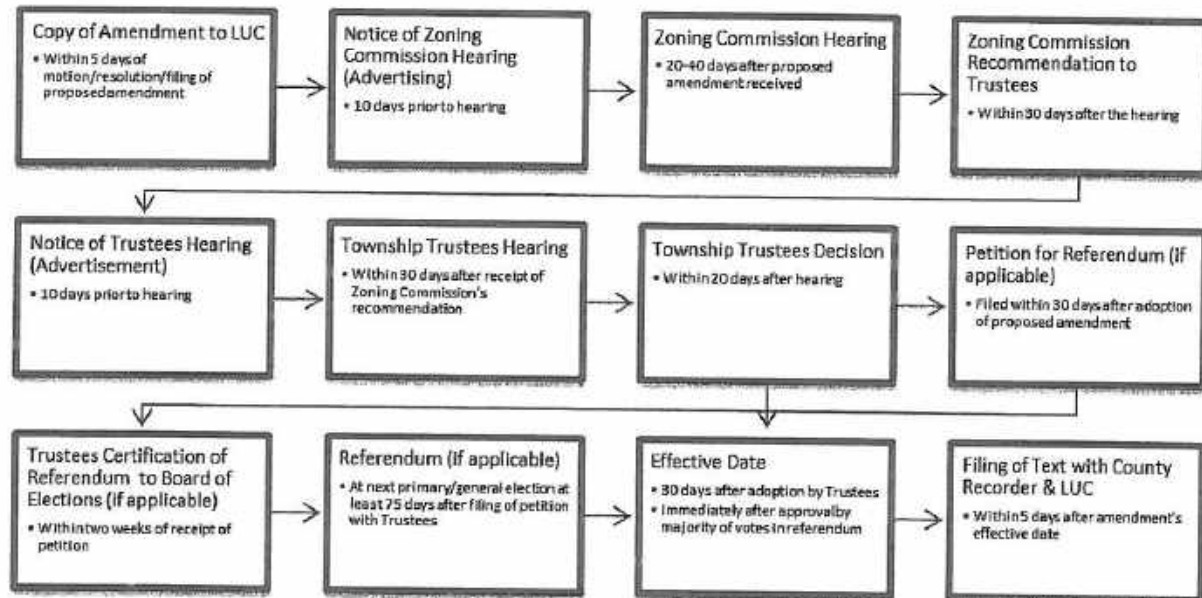 Copy of Amendment to LUC
• Within 5 days of
motion/resolution/filing of
proposed amendment
Notice of Zoning
Commission Hearing
(Advertising)
• 10 days prior to hearing
Zoning Commission Hearing
• 20-40 days after proposed
amendment received
Zoning Commission
Recommendation to
Trustees
• Within 30 days after the hearing
Notice of Trustees Hearing
(Advertisement)
• 10 days prior to hearing
Township Trustees Hearing
• Within 30 days after receipt of
Zoning Commission's
recommendation
Township Trustees Decision
• Within 20 days after hearing
Petition for Referendum (if
applicable)
• Filed within 30 days after adoption
of proposed amendment
Trustees Certification of
Referendum to Board of
Elections (if applicable)
• Within two weeks of receipt of
petition
Referendum (if applicable)
• At next primary/general election at
least 75 days after filing of petition
with Trustees
Effective Date
• 30 days after adoption by Trustees
• Immediately after approval by
majority of votes in referendum
Filing of Text with County
Recorder & LUC
• Within 5 days after amendment's
effective date